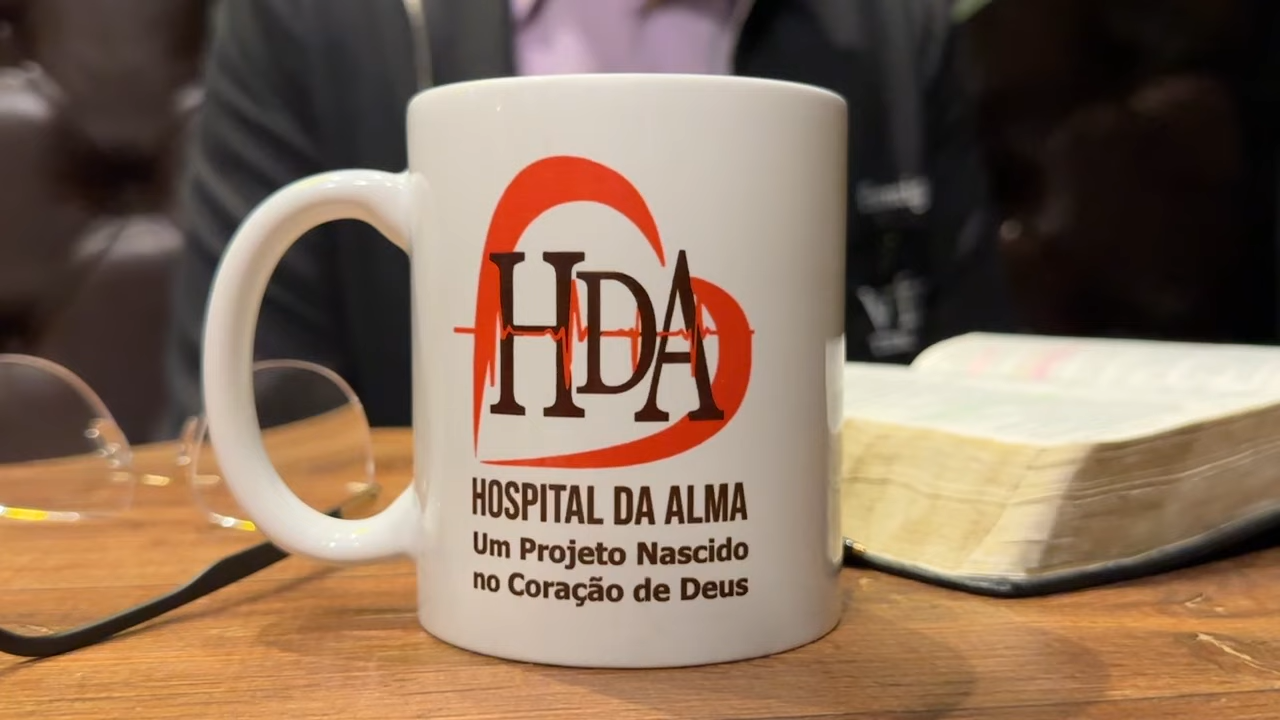 HDA
HOSPITAL DA ALMA
Um Projeto Nascido
no Coração de Deus